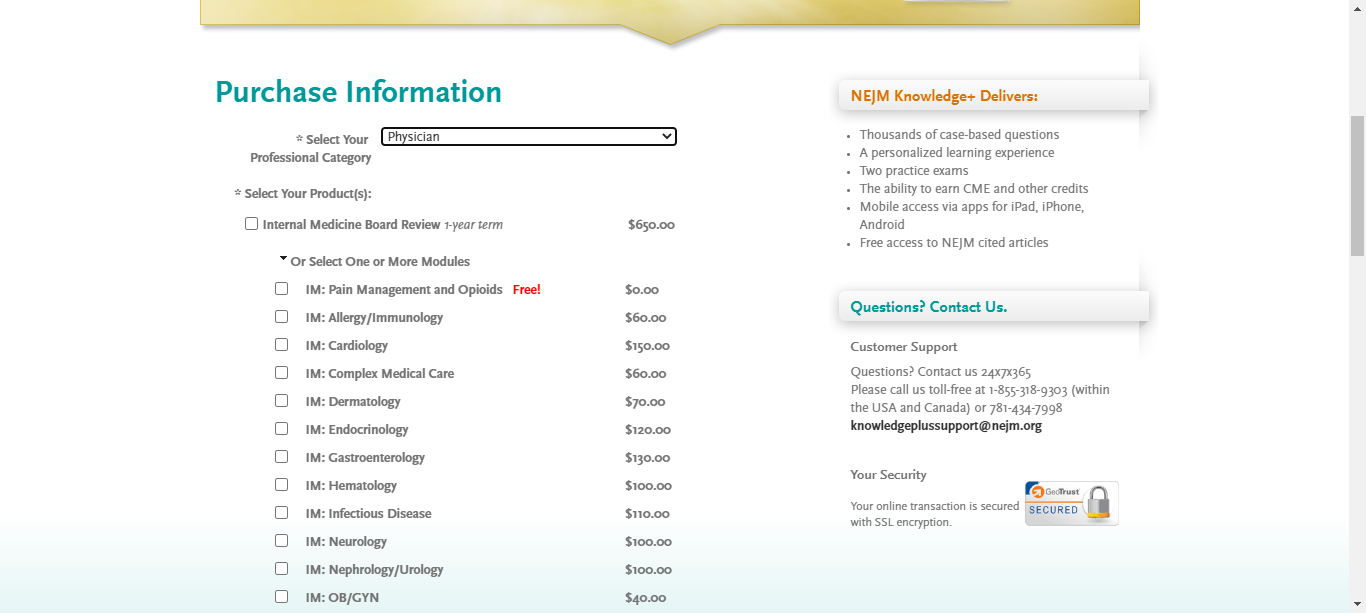 Purchase Information
* Select Your
Professional Category
Physician
* Select Your Product(s):
Internal Medicine Board Review 1-year term $650.00
Or Select One or More Modules
IM: Pain Management and Opioids Free! $0.00
IM: Allergy/Immunology $60.00
IM: Cardiology $150.00
IM: Complex Medical Care $60.00
IM: Dermatology $70.00
IM: Endocrinology $120.00
IM: Gastroenterology $130.00
IM: Hematology $100.00
IM: Infectious Disease $110.00
IM: Neurology $100.00
IM: Nephrology/Urology $100.00
IM: OB/GYN $40.00
NEJM Knowledge+ Delivers:
Thousands of case-based questions
A personalized learning experience
Two practice exams
The ability to earn CME and other credits
Mobile access via apps for iPad, iPhone,
Android
Free access to NEJM cited articles
Questions? Contact Us.
Customer Support
Questions? Contact us 24x7x365
Please call us toll-free at 1-855-318-9303 (within
the USA and Canada) or 781-434-7998
knowledgeplussupport@nejm.org
Your Security
Your online transaction is secured
with SSL encryption.
GeoTrust
SECURED